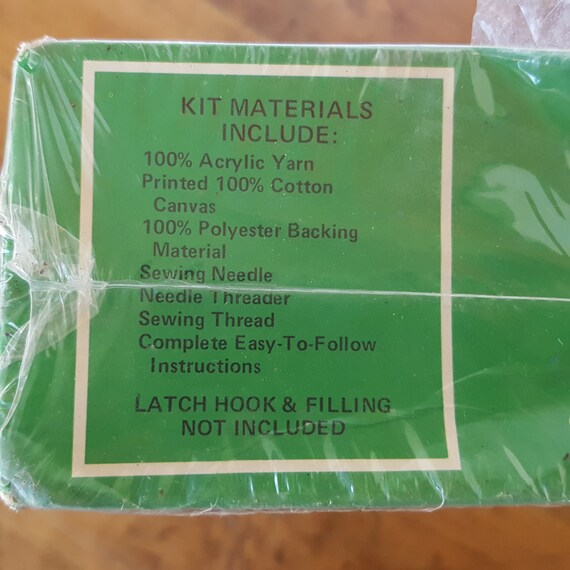 KIT MATERIALS
INCLUDE:
100% Acrylic Yarn
Printed 100% Cotton
Canvas
100% Polyester Backing
Material
Sewing Needle
Needle Threader
Sewing Thread
Complete Easy-To-Follow
Instructions
LATCH HOOK & FILLING
NOT INCLUDED